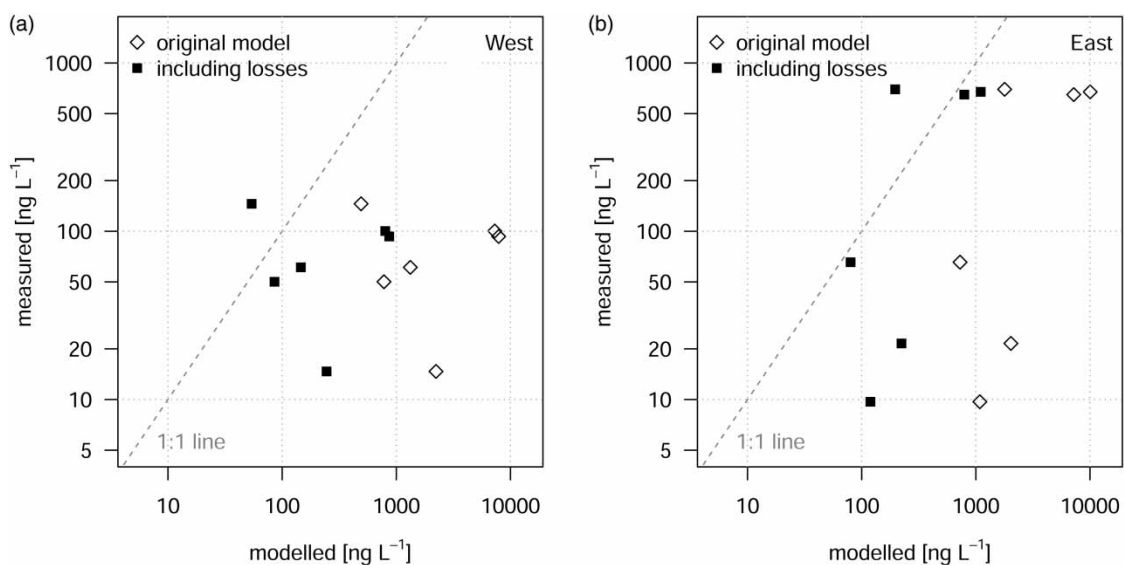 (a)
original model
including losses
West
1000
500
200
100
50
20
10
5
measured [ng L⁻¹]
1:1 line
10 100 1000 10000
modelled [ng L⁻¹]
(b)
original model
including losses
East
1000
500
200
100
50
20
10
5
measured [ng L⁻¹]
1:1 line
10 100 1000 10000
modelled [ng L⁻¹]